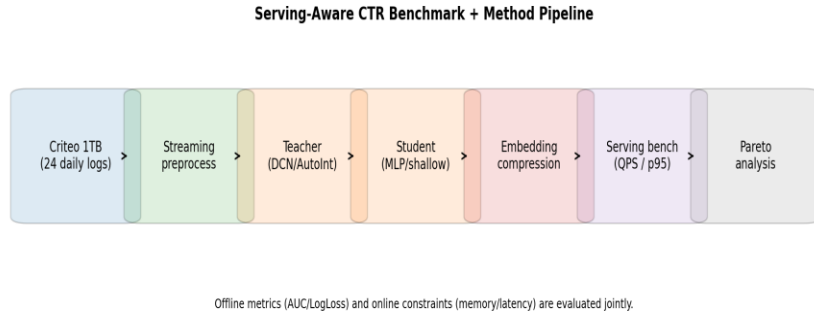 Serving-Aware CTR Benchmark + Method Pipeline
Criteo 1TB
(24 daily logs)
Streaming
preprocess
Teacher
(DCN/AutoInt)
Student
(MLP/shallow)
Embedding
compression
Serving bench
(QPS / p95)
Pareto
analysis
Offline metrics (AUC/LogLoss) and online constraints (memory/latency) are evaluated jointly.